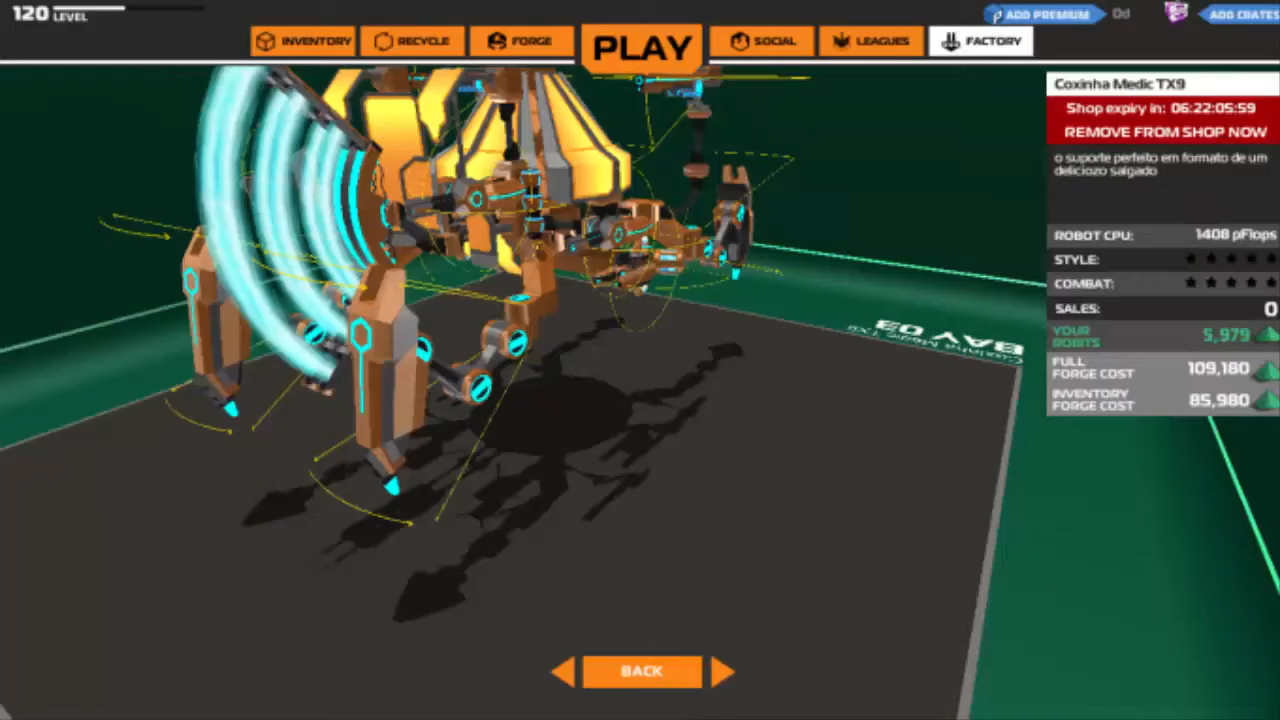 120 LEVEL
ADD PREMIUM 0d ADD CRATES
INVENTORY RECYCLE FORGE PLAY SOCIAL LEAGUES FACTORY
Coxinha Medic TX9
Shop expiry in: 06:22:05:59
REMOVE FROM SHOP NOW
o suporte perfeito em formato de um
deliciozo salgado
ROBOT CPU: 1408 pFlops
STYLE:
COMBAT:
SALES: 0
YOUR
ROBITS 5,979
FULL
FORGE COST 109,180
INVENTORY
FORGE COST 85,980
BAY 03
Coxinha Medic TX9
BACK